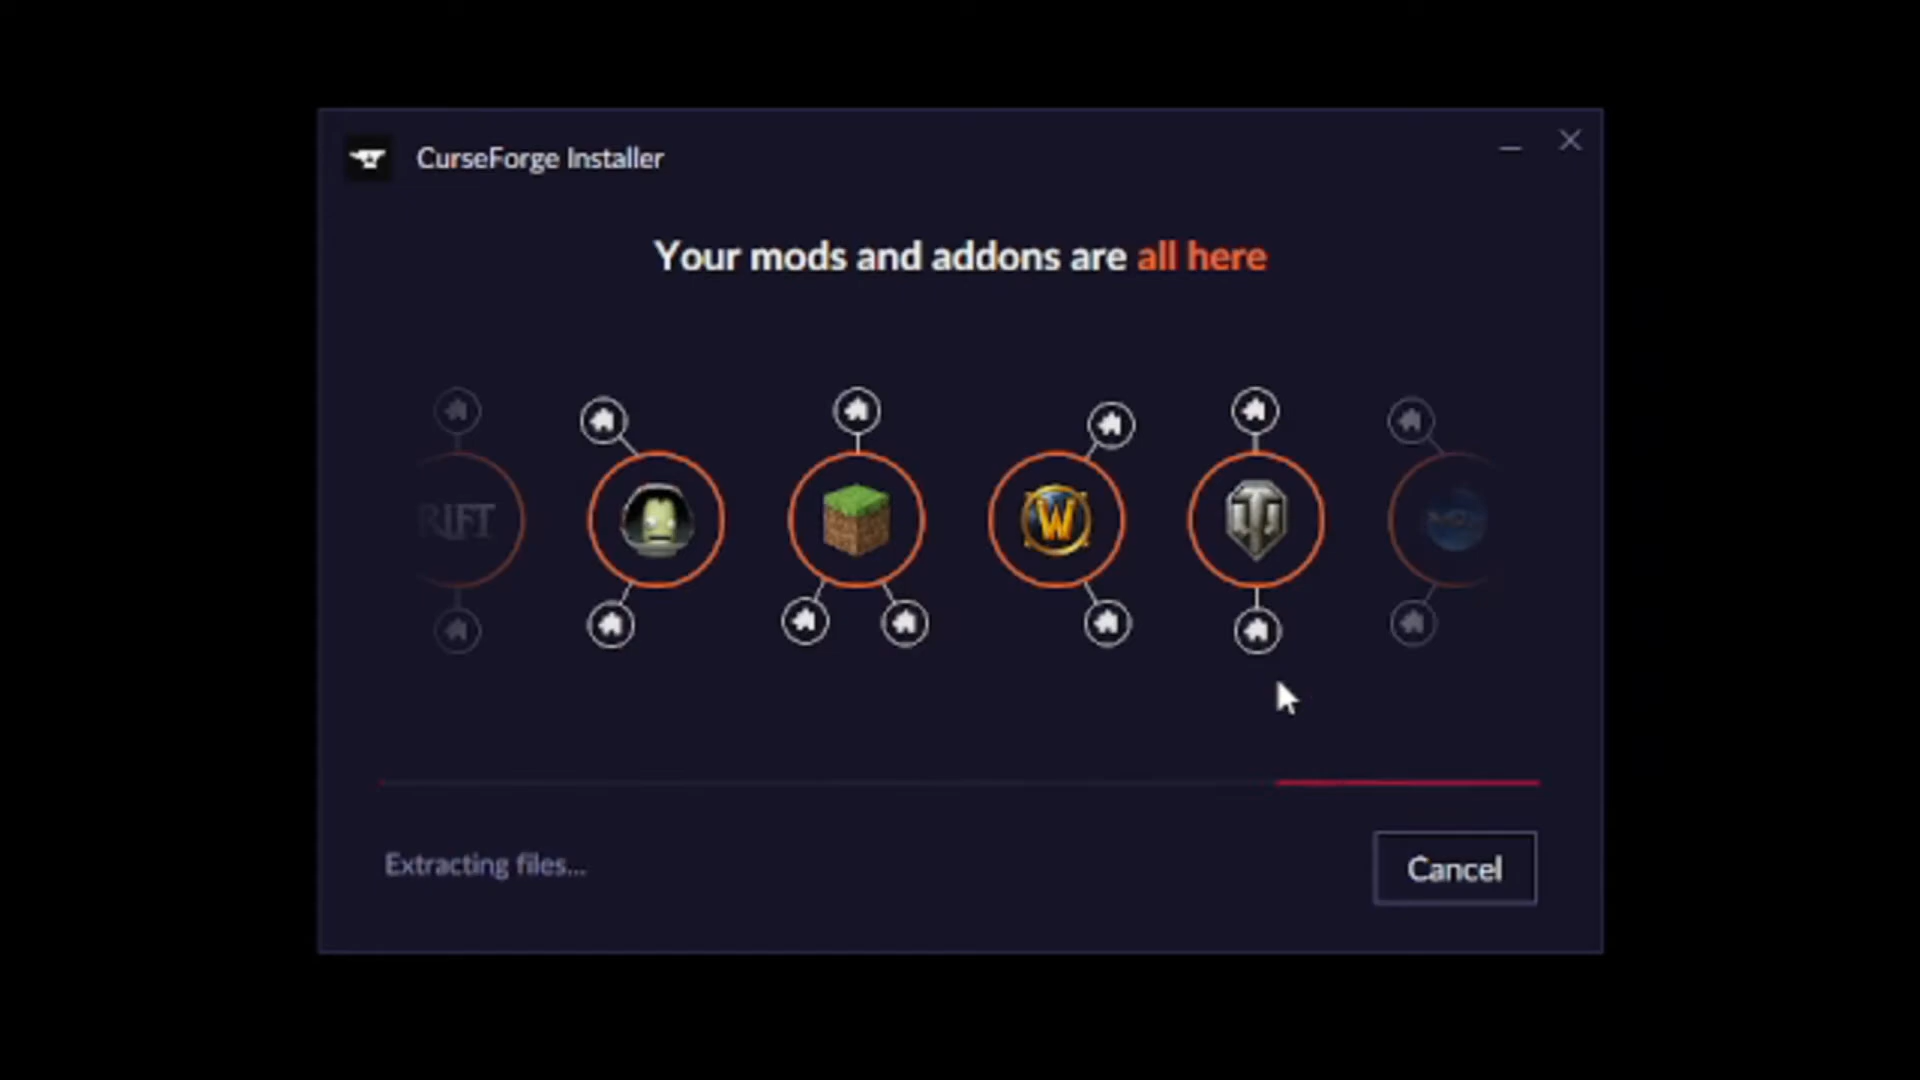 CurseForge Installer
Your mods and addons are all here
RIFT
W
Extracting files...
Cancel